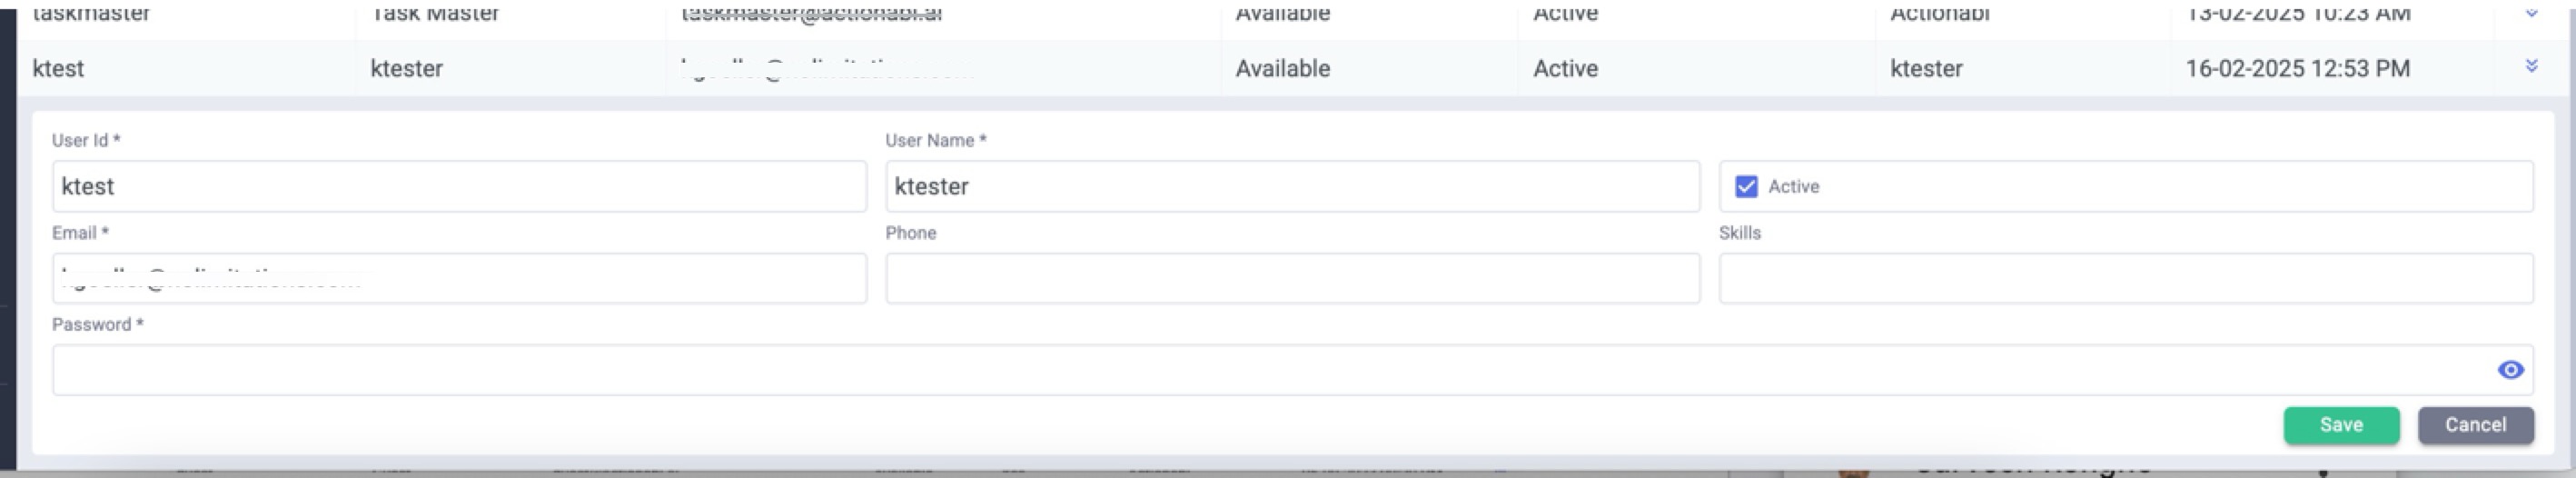 taskmaster Task Master taskmaster@actionabl.ai Available Active Actionabl 13-02-2025 10:23 AM
ktest ktester Available Active ktester 16-02-2025 12:53 PM
User Id * User Name *
ktest ktester Active
Email * Phone Skills
Password *
Save Cancel